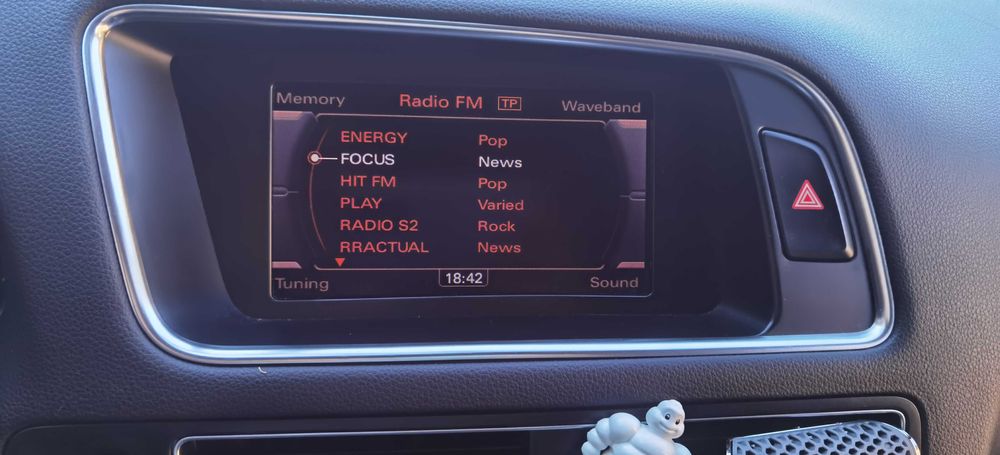 Memory Radio FM TP Waveband
ENERGY Pop
FOCUS News
HIT FM Pop
PLAY Varied
RADIO S2 Rock
RRACTUAL News
Tuning 18:42 Sound